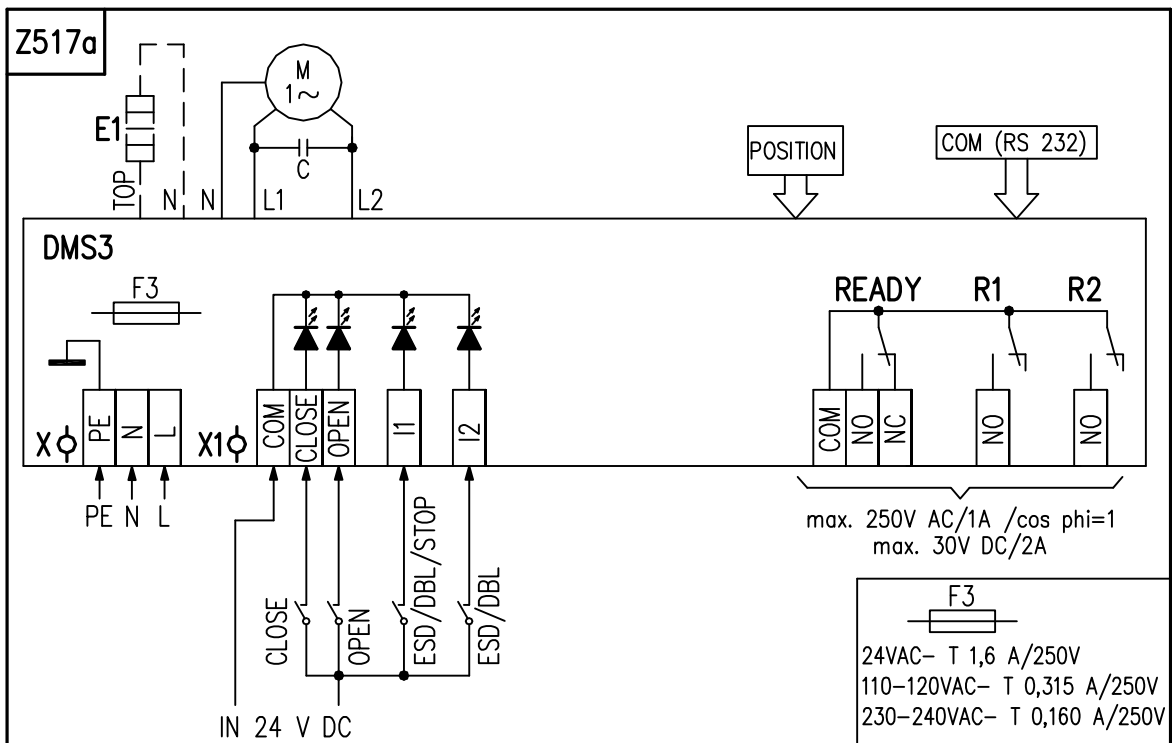 Z517a
M
1~
E1
C
TOP
N
N
L1
L2
POSITION
COM (RS 232)
DMS3
F3
READY
R1
R2
X
PE
N
L
X1
COM
CLOSE
OPEN
I1
I2
COM
NO
NC
NO
NO
PE N L
max. 250V AC/1A /cos phi=1
max. 30V DC/2A
CLOSE
OPEN
ESD/DBL/STOP
ESD/DBL
IN 24 V DC
F3
24VAC- T 1,6 A/250V
110-120VAC- T 0,315 A/250V
230-240VAC- T 0,160 A/250V